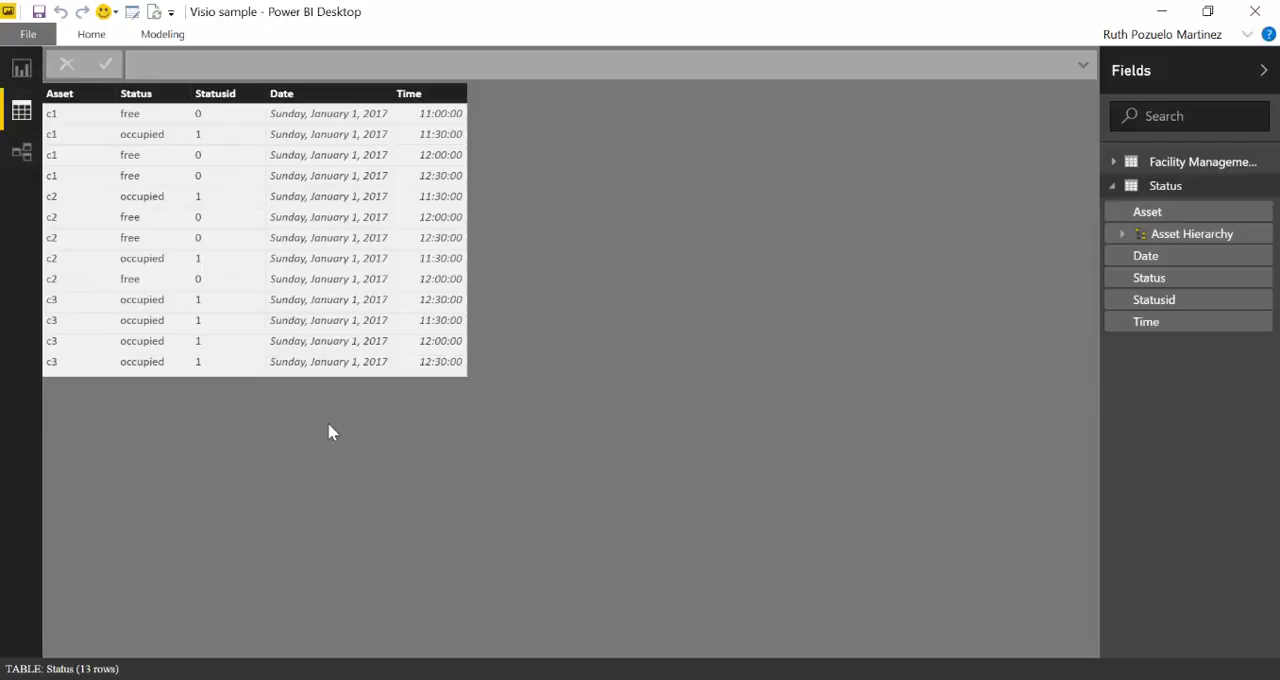 Visio sample - Power BI Desktop
File Home Modeling Ruth Pozuelo Martinez ?
Fields
Search
Asset Status Statusid Date Time
c1 free 0 Sunday, January 1, 2017 11:00:00
c1 occupied 1 Sunday, January 1, 2017 11:30:00
c1 free 0 Sunday, January 1, 2017 12:00:00
c1 free 0 Sunday, January 1, 2017 12:30:00
c2 occupied 1 Sunday, January 1, 2017 11:30:00
c2 free 0 Sunday, January 1, 2017 12:00:00
c2 free 0 Sunday, January 1, 2017 12:30:00
c2 occupied 1 Sunday, January 1, 2017 11:30:00
c2 free 0 Sunday, January 1, 2017 12:00:00
c3 occupied 1 Sunday, January 1, 2017 12:30:00
c3 occupied 1 Sunday, January 1, 2017 11:30:00
c3 occupied 1 Sunday, January 1, 2017 12:00:00
c3 occupied 1 Sunday, January 1, 2017 12:30:00
Facility Manageme...
Status
Asset
Asset Hierarchy
Date
Status
Statusid
Time
TABLE: Status (13 rows)